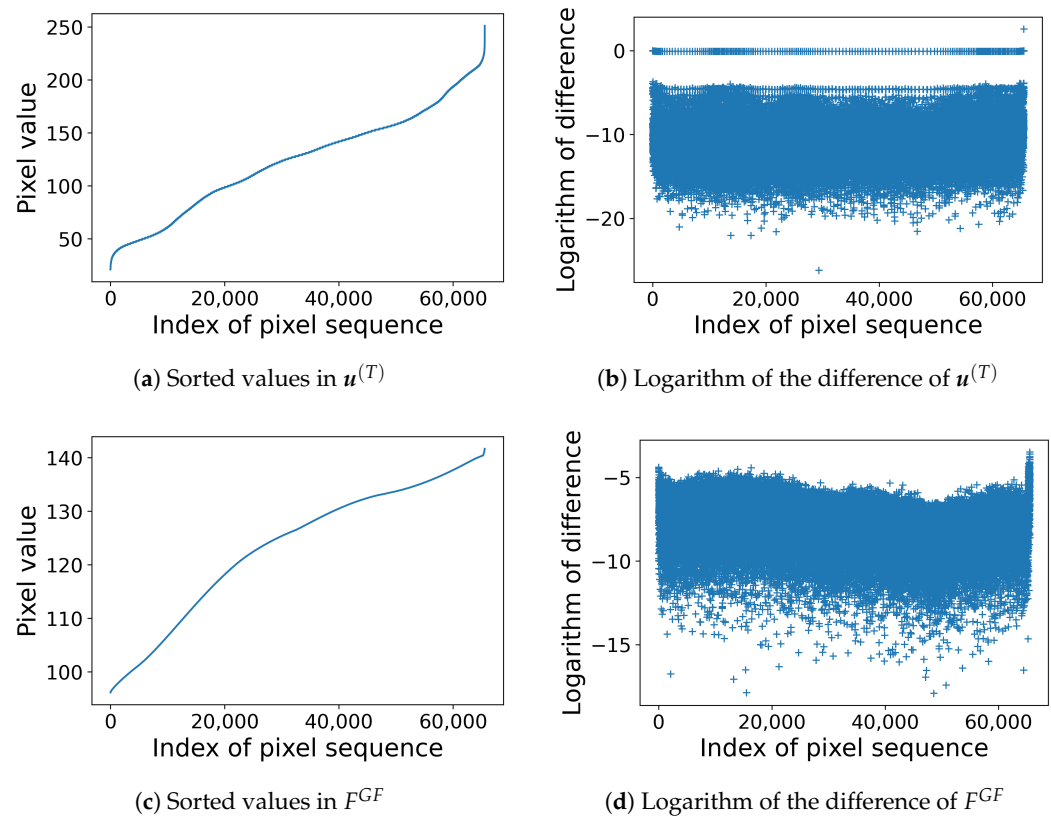 250
200
150
100
50
Pixel value
0
20,000
40,000
60,000
Index of pixel sequence
(a) Sorted values in u^(T)
0
−10
−20
Logarithm of difference
0
20,000
40,000
60,000
Index of pixel sequence
(b) Logarithm of the difference of u^(T)
140
130
120
110
100
Pixel value
0
20,000
40,000
60,000
Index of pixel sequence
(c) Sorted values in F^GF
−5
−10
−15
Logarithm of difference
0
20,000
40,000
60,000
Index of pixel sequence
(d) Logarithm of the difference of F^GF